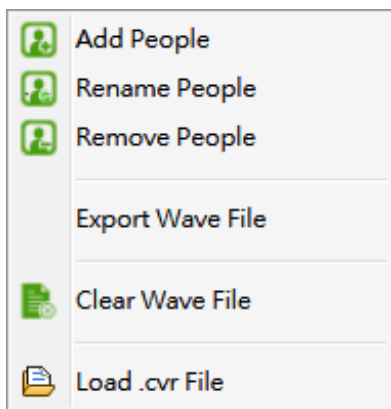 Add People
Rename People
Remove People
Export Wave File
Clear Wave File
Load .cvr File